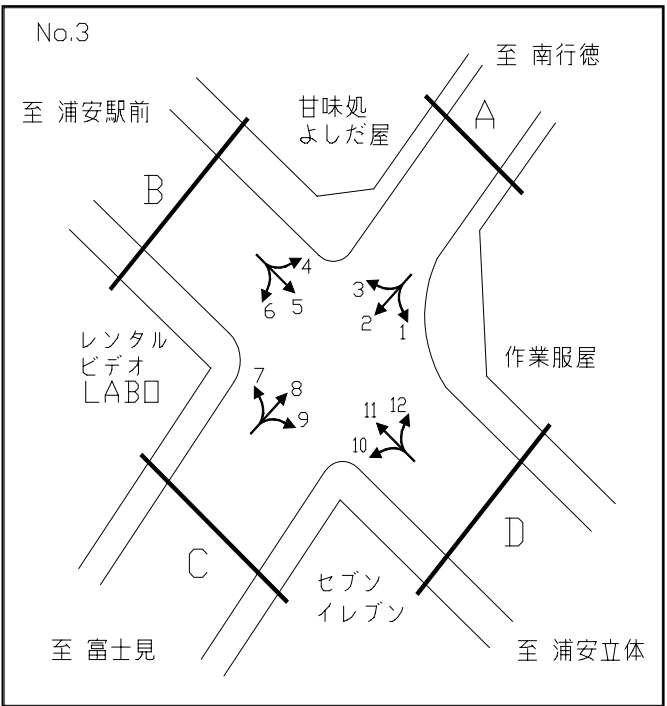 No.3
至 南行徳
至 浦安駅前
甘味処
よしだ屋
A
B
4
5
6
3
2
1
レンタル
ビデオ
LABO
作業服屋
7
8
9
11
12
10
C
D
セブン
イレブン
至 富士見
至 浦安立体